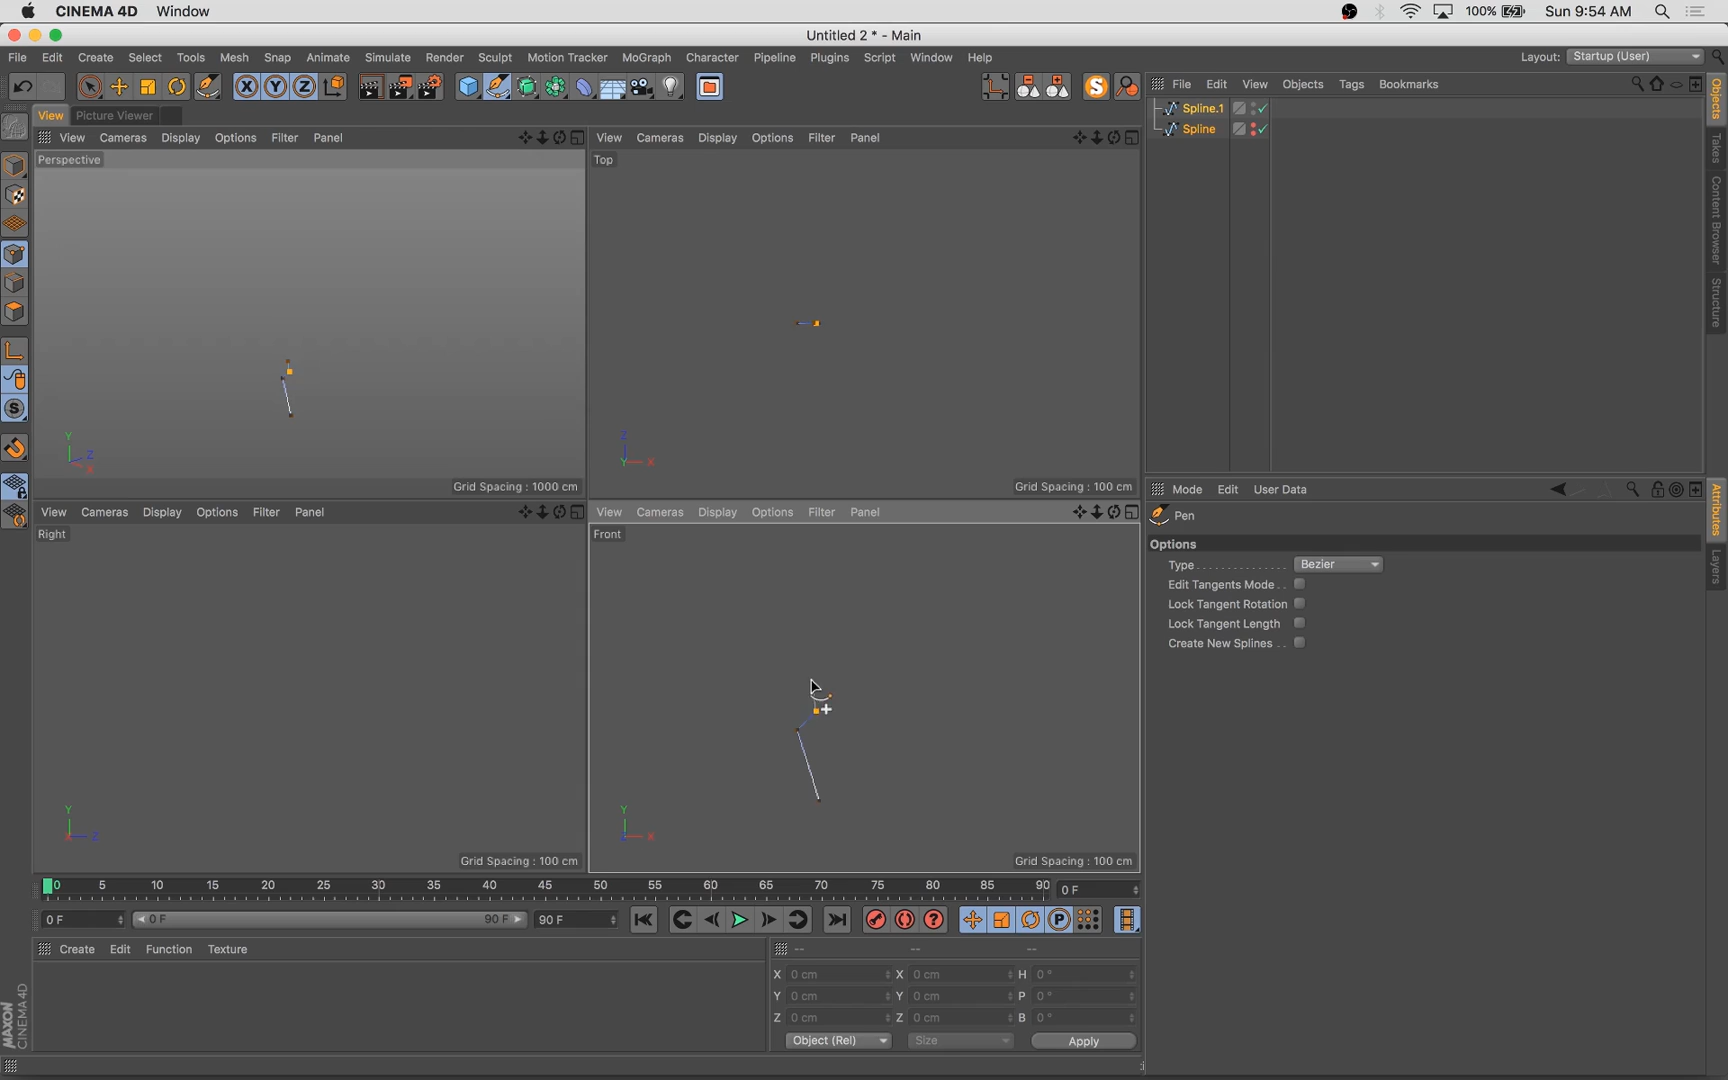 CINEMA 4D Window 100% Sun 9:54 AM
Untitled 2 * - Main
File Edit Create Select Tools Mesh Snap Animate Simulate Render Sculpt Motion Tracker MoGraph Character Pipeline Plugins Script Window Help Layout: Startup (User)
X Y Z S File Edit View Objects Tags Bookmarks
View Picture Viewer
Spline.1
Spline
View Cameras Display Options Filter Panel
View Cameras Display Options Filter Panel
Perspective
Top
Y
Z
X
Z
Y X
Grid Spacing : 1000 cm
Grid Spacing : 100 cm
View Cameras Display Options Filter Panel
View Cameras Display Options Filter Panel
Right
Front
Y
X Z
Y
Z X
Grid Spacing : 100 cm
Grid Spacing : 100 cm
Objects
Takes
Content Browser
Structure
Mode Edit User Data
Pen
Options
Type Bezier
Edit Tangents Mode . .
Lock Tangent Rotation
Lock Tangent Length
Create New Splines . .
Attributes
Layers
0 5 10 15 20 25 30 35 40 45 50 55 60 65 70 75 80 85 90 0 F
0 F 0 F 90 F 90 F ? P
Create Edit Function Texture
-- -- --
X 0 cm X 0 cm H 0 °
Y 0 cm Y 0 cm P 0 °
Z 0 cm Z 0 cm B 0 °
Object (Rel) Size Apply
MAXON
CINEMA 4D